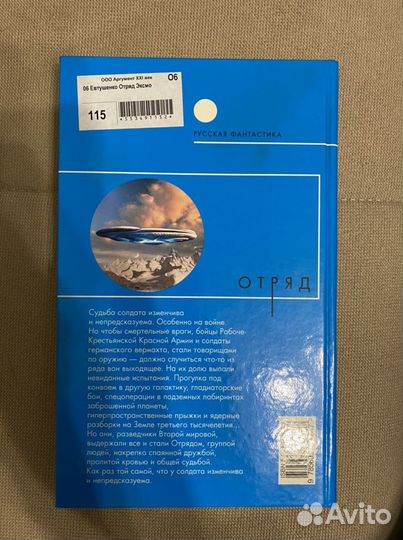 ООО Аргумент XXI век О6
06 Евтушенко Отряд Эксмо
115
РУССКАЯ ФАНТАСТИКА
ОТРЯД
Судьба солдата изменчива
и непредсказуема. Особенно на войне.
Но чтобы смертельные враги, бойцы Рабоче-
Крестьянской Красной Армии и солдаты
германского вермахта, стали товарищами
по оружию — должно случиться что-то из
ряда вон выходящее. На их долю выпали
невиданные испытания. Прогулка под
конвоем в другую галактику, гладиаторские
бои, спецоперации в подземных лабиринтах
заброшенной планеты,
гиперпространственные прыжки и ядерные
разборки на Земле третьего тысячелетия...
Но они, разведчики Второй мировой,
выдержали все и стали Отрядом, группой
людей, накрепко спаянной дружбой,
пролитой кровью и общей судьбой.
Как раз той самой, что у солдата изменчива
и непредсказуема.
Avito